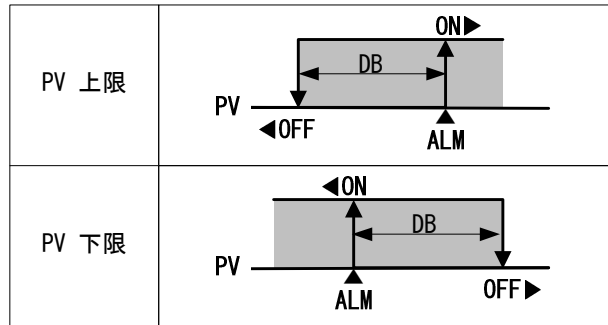 PV 上限
ON▶
DB
PV
◀OFF
ALM
PV 下限
◀ON
DB
PV
ALM
OFF▶